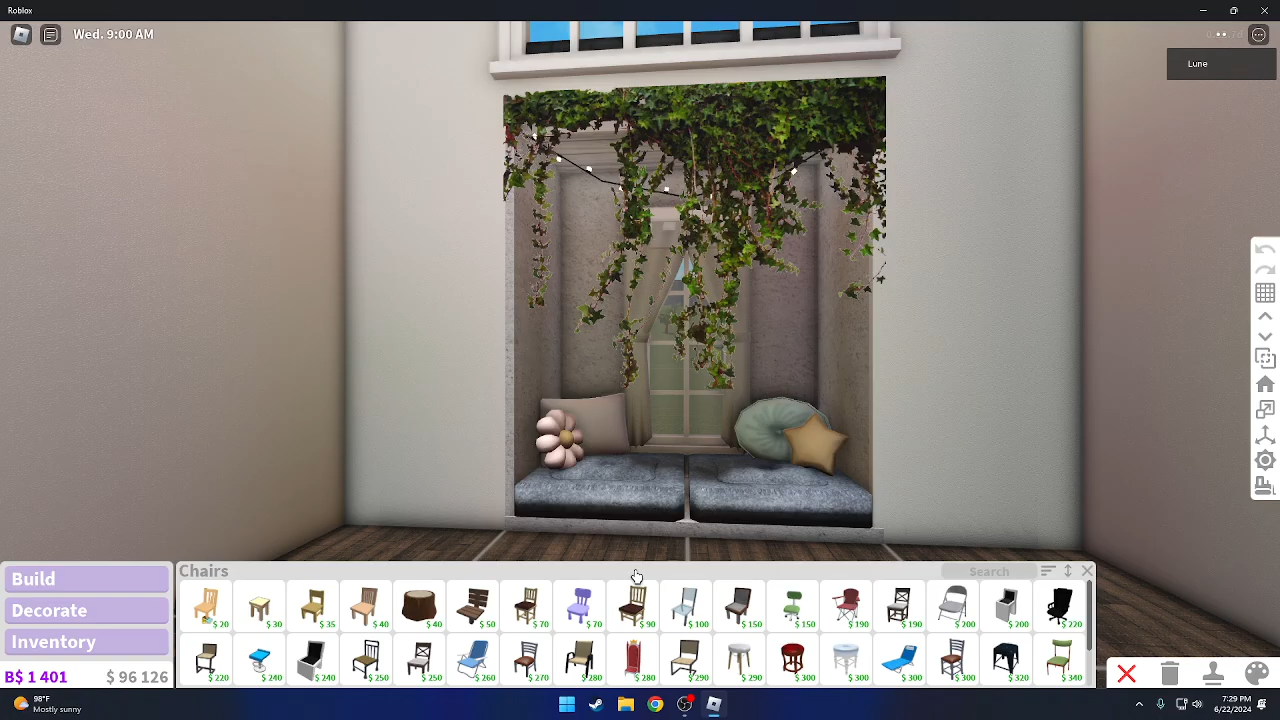 Roblox
Wed. 9:00 AM
Lune
Build
Decorate
Inventory
B$ 1 401
$ 96 126
Chairs
Search
$ 20
$ 30
$ 35
$ 40
$ 40
$ 50
$ 70
$ 70
$ 90
$ 100
$ 150
$ 150
$ 190
$ 190
$ 200
$ 200
$ 220
$ 220
$ 240
$ 240
$ 250
$ 250
$ 260
$ 270
$ 280
$ 280
$ 290
$ 290
$ 300
$ 300
$ 300
$ 300
$ 320
$ 340
98°F
Mostly sunny
7:29 PM
6/22/2024